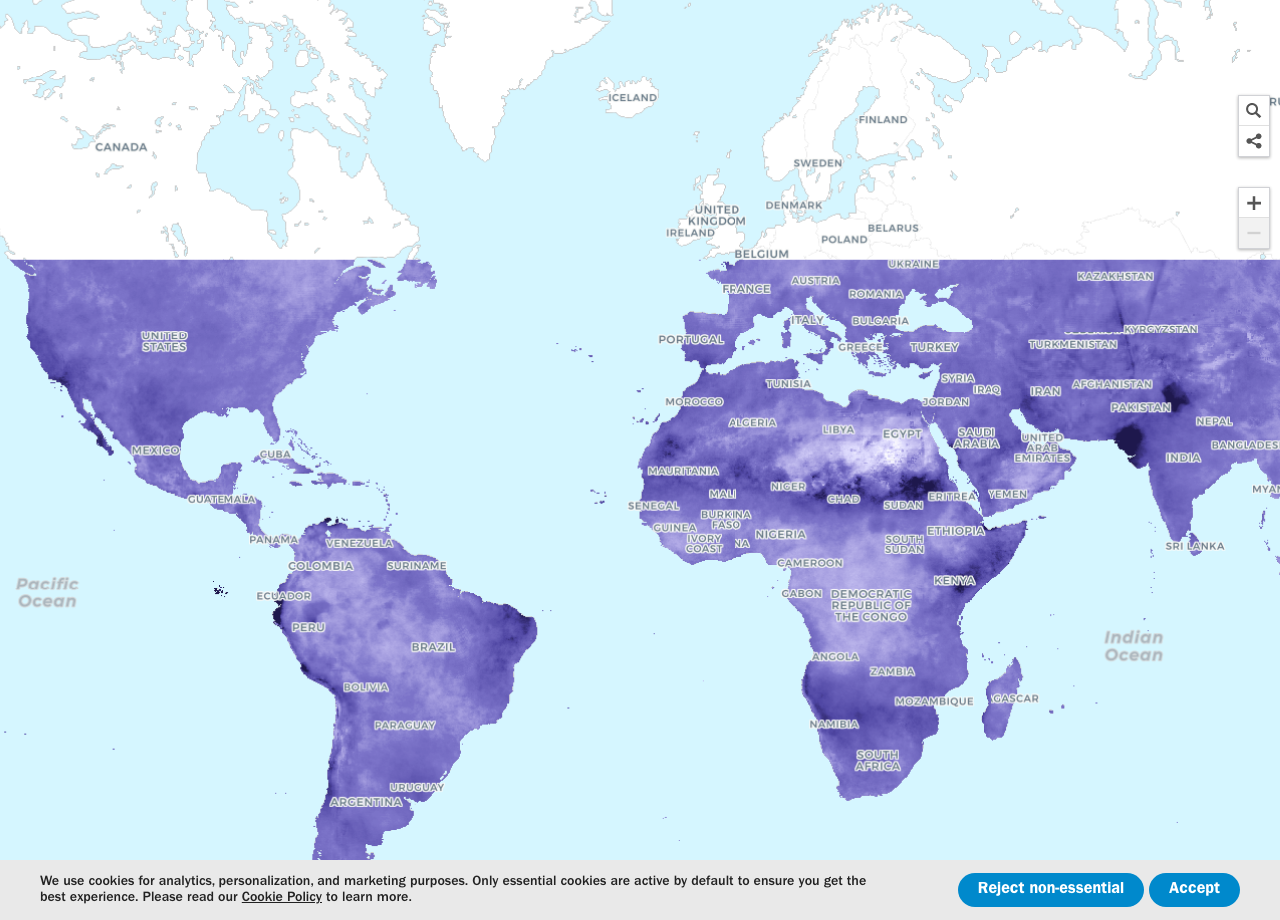 ICELAND
FINLAND
CANADA
SWEDEN
DENMARK
UNITED
KINGDOM
IRELAND
BELARUS
POLAND
BELGIUM
UKRAINE
KAZAKHSTAN
FRANCE
AUSTRIA
ROMANIA
ITALY
BULGARIA
KYRGYZSTAN
UNITED
STATES
PORTUGAL
GREECE
TURKEY
TURKMENISTAN
TUNISIA
SYRIA
IRAQ
IRAN
AFGHANISTAN
MOROCCO
JORDAN
PAKISTAN
ALGERIA
LIBYA
EGYPT
SAUDI
ARABIA
UNITED
ARAB
EMIRATES
NEPAL
BANGLADESH
MEXICO
CUBA
INDIA
MAURITANIA
NIGER
MALI
CHAD
SUDAN
ERITREA
YEMEN
MYAN
GUATEMALA
SENEGAL
BURKINA
FASO
GUINEA
IVORY
COAST
NA
NIGERIA
ETHIOPIA
SOUTH
SUDAN
PANAMA
VENEZUELA
SRI LANKA
COLOMBIA
SURINAME
CAMEROON
KENYA
Pacific
Ocean
ECUADOR
GABON
DEMOCRATIC
REPUBLIC OF
THE CONGO
PERU
BRAZIL
Indian
Ocean
ANGOLA
ZAMBIA
BOLIVIA
MOZAMBIQUE
GASCAR
PARAGUAY
NAMIBIA
SOUTH
AFRICA
URUGUAY
ARGENTINA
We use cookies for analytics, personalization, and marketing purposes. Only essential cookies are active by default to ensure you get the
best experience. Please read our Cookie Policy to learn more.
Reject non-essential
Accept